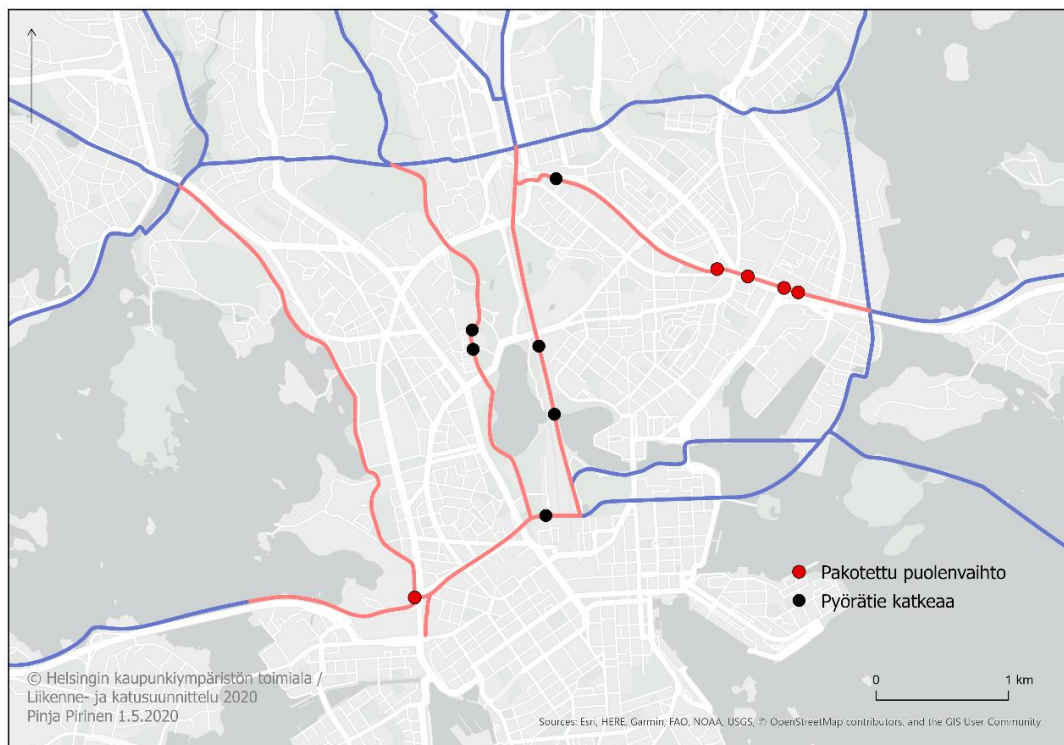 Pakotettu puolenvaihto
Pyörätie katkeaa
© Helsingin kaupunkiympäristön toimiala /
Liikenne- ja katusuunnittelu 2020
Pinja Pirinen 1.5.2020
0 1 km
Sources: Esri, HERE, Garmin, FAO, NOAA, USGS, © OpenStreetMap contributors, and the GIS User Community